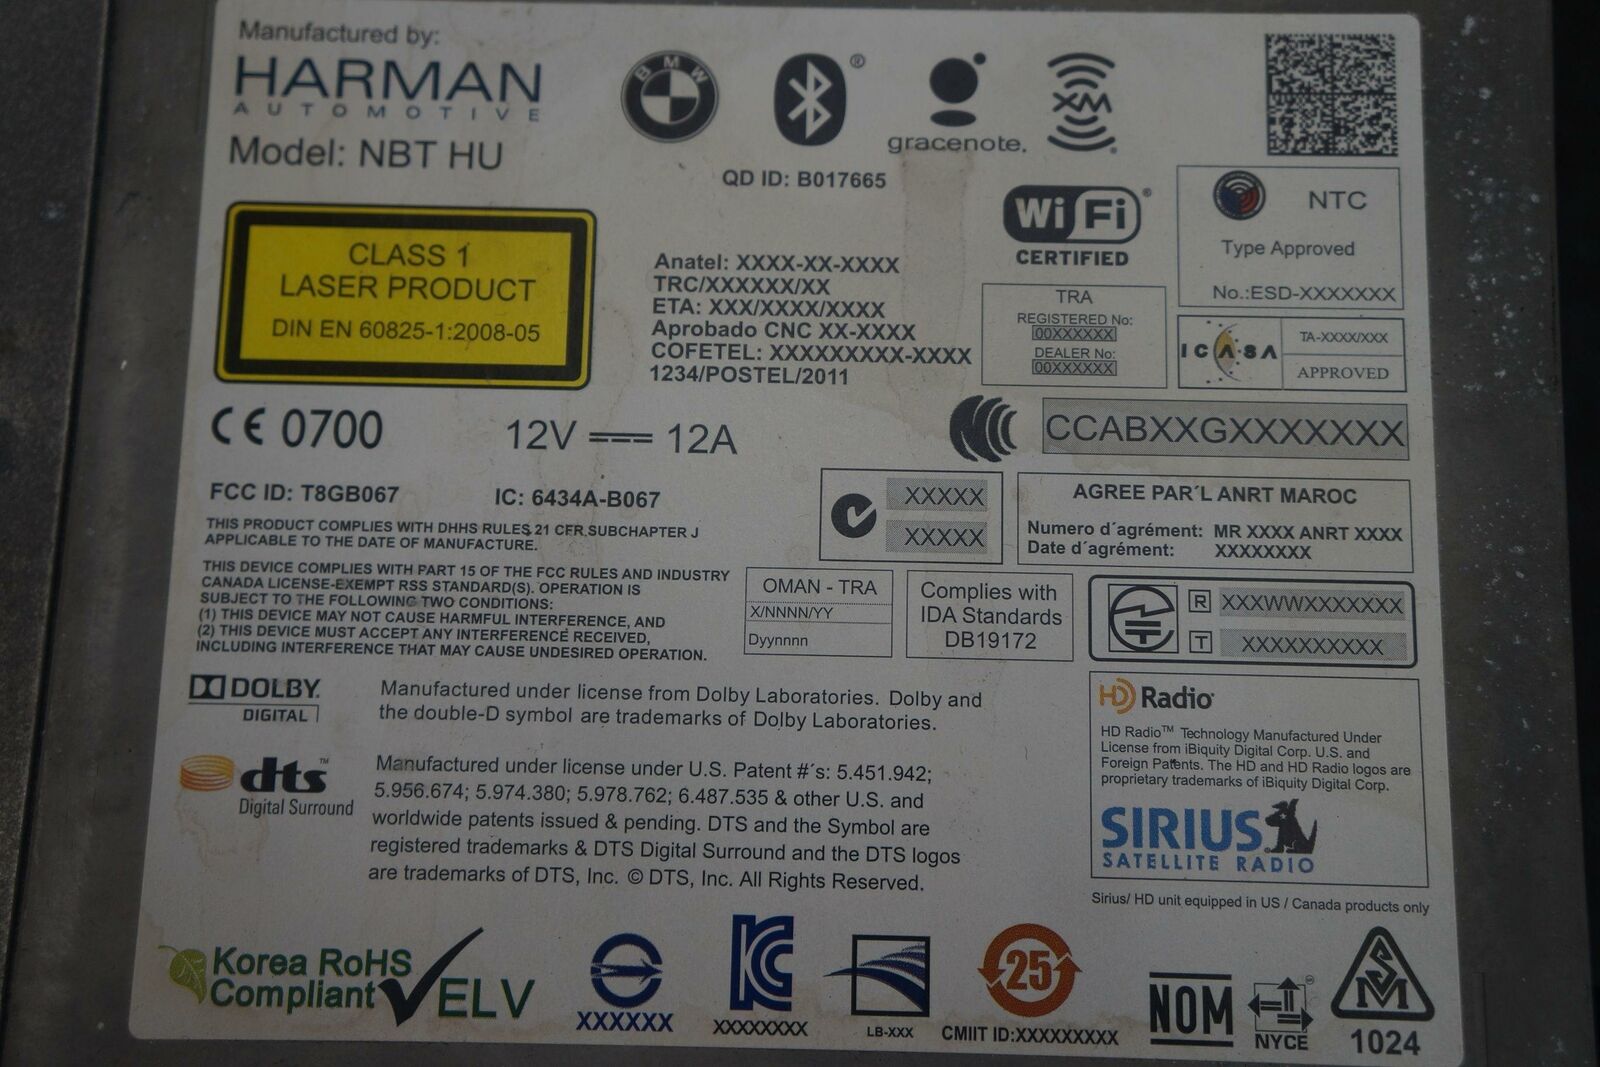 Manufactured by:
HARMAN
AUTOMOTIVE
Model: NBT HU
BMW
®
gracenote.
XM
QD ID: B017665
Wi Fi ®
CERTIFIED
NTC
Type Approved
No.:ESD-XXXXXXX
CLASS 1
LASER PRODUCT
DIN EN 60825-1:2008-05
Anatel: XXXX-XX-XXXX
TRC/XXXXXX/XX
ETA: XXX/XXXX/XXXX
Aprobado CNC XX-XXXX
COFETEL: XXXXXXXXX-XXXX
1234/POSTEL/2011
TRA
REGISTERED No:
00XXXXXX
DEALER No:
00XXXXXX
ICASA
TA-XXXX/XXX
APPROVED
CE 0700
12V 12A
CCABXXGXXXXXXX
FCC ID: T8GB067
IC: 6434A-B067
THIS PRODUCT COMPLIES WITH DHHS RULES 21 CFR SUBCHAPTER J
APPLICABLE TO THE DATE OF MANUFACTURE.
THIS DEVICE COMPLIES WITH PART 15 OF THE FCC RULES AND INDUSTRY
CANADA LICENSE-EXEMPT RSS STANDARD(S). OPERATION IS
SUBJECT TO THE FOLLOWING TWO CONDITIONS:
(1) THIS DEVICE MAY NOT CAUSE HARMFUL INTERFERENCE, AND
(2) THIS DEVICE MUST ACCEPT ANY INTERFERENCE RECEIVED,
INCLUDING INTERFERENCE THAT MAY CAUSE UNDESIRED OPERATION.
XXXXX
XXXXX
AGREE PAR´L ANRT MAROC
Numero d´agrément: MR XXXX ANRT XXXX
Date d´agrément: XXXXXXXX
OMAN - TRA
X/NNNN/YY
Dyynnnn
Complies with
IDA Standards
DB19172
R XXXWWXXXXXXX
T XXXXXXXXXX
DOLBY
DIGITAL
Manufactured under license from Dolby Laboratories. Dolby and
the double-D symbol are trademarks of Dolby Laboratories.
dts™
Digital Surround
Manufactured under license under U.S. Patent #´s: 5.451.942;
5.956.674; 5.974.380; 5.978.762; 6.487.535 & other U.S. and
worldwide patents issued & pending. DTS and the Symbol are
registered trademarks & DTS Digital Surround and the DTS logos
are trademarks of DTS, Inc. © DTS, Inc. All Rights Reserved.
HD Radio
HD Radio™ Technology Manufactured Under
License from iBiquity Digital Corp. U.S. and
Foreign Patents. The HD and HD Radio logos are
proprietary trademarks of iBiquity Digital Corp.
SIRIUS
SATELLITE RADIO
Sirius/ HD unit equipped in US / Canada products only
Korea RoHS
Compliant
ELV
XXXXXX
KC
XXXXXXXX
LB-XXX
25
CMIIT ID:XXXXXXXXX
NOM
NYCE
SM
1024